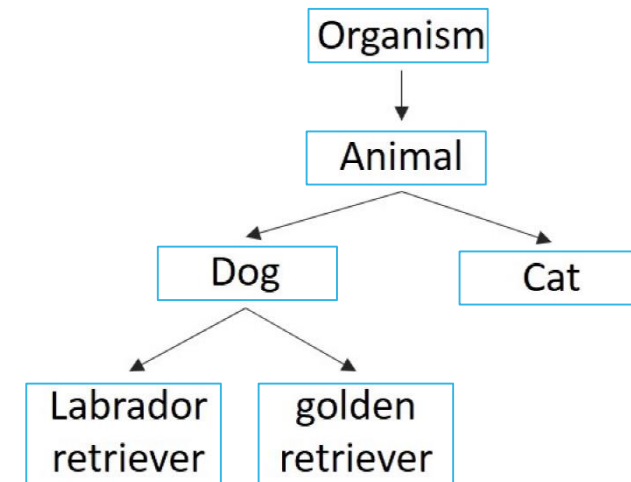 Organism
Animal
Dog
Cat
Labrador
retriever
golden
retriever